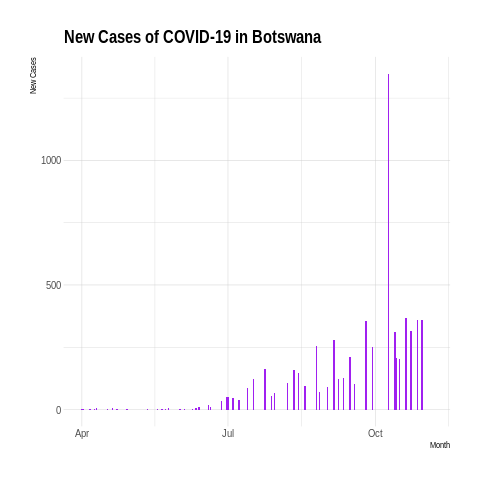 New Cases of COVID-19 in Botswana
New Cases
1000
500
0
Apr Jul Oct
Month